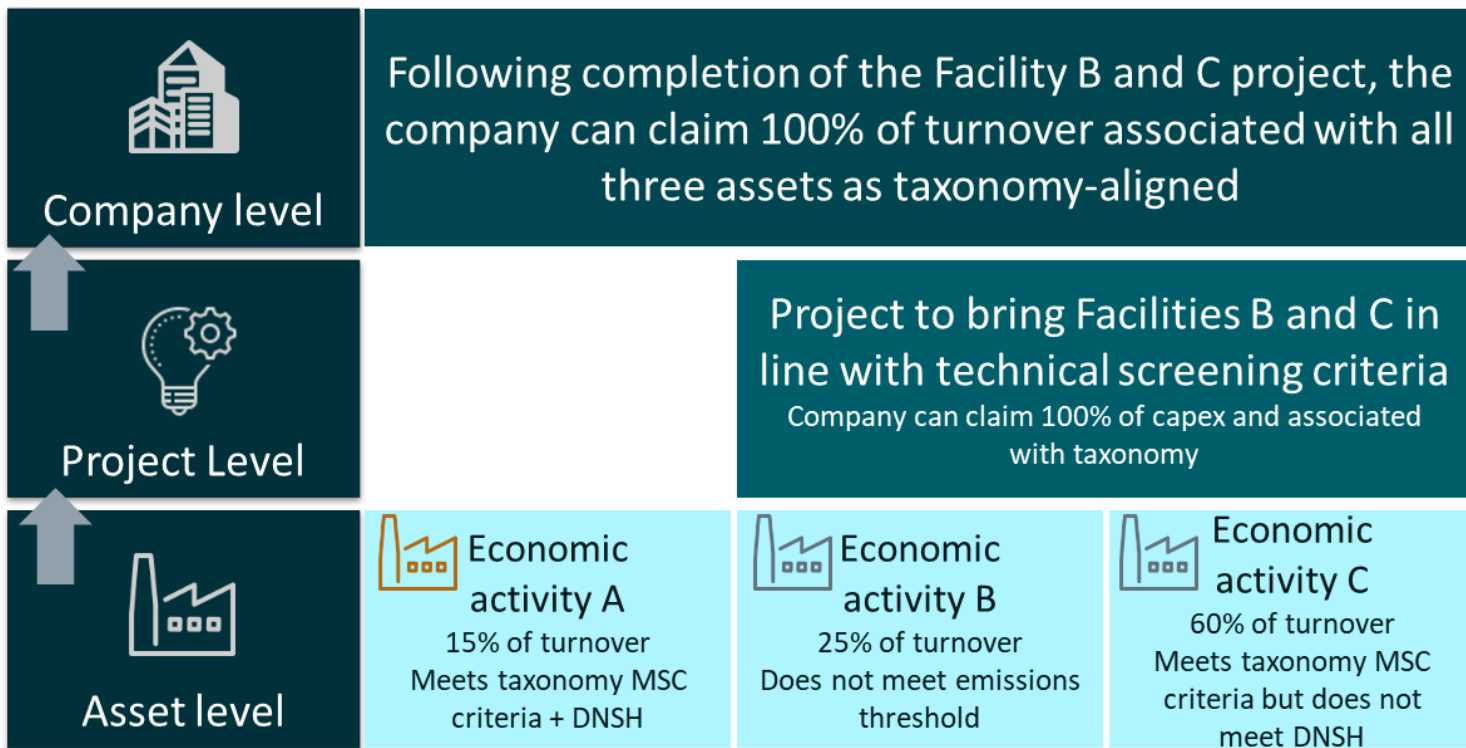 Company level
Following completion of the Facility B and C project, the
company can claim 100% of turnover associated with all
three assets as taxonomy-aligned
Project Level
Project to bring Facilities B and C in
line with technical screening criteria
Company can claim 100% of capex and associated
with taxonomy
Asset level
Economic
activity A
15% of turnover
Meets taxonomy MSC
criteria + DNSH
Economic
activity B
25% of turnover
Does not meet emissions
threshold
Economic
activity C
60% of turnover
Meets taxonomy MSC
criteria but does not
meet DNSH